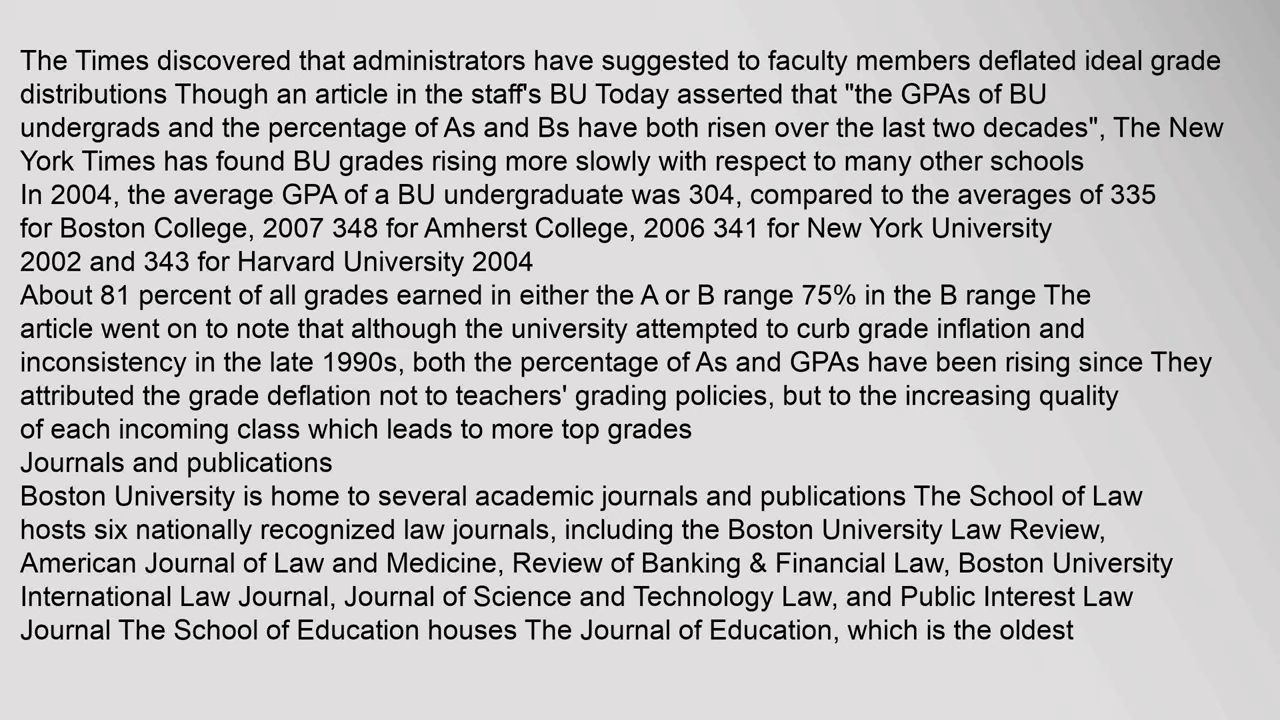 The Times discovered that administrators have suggested to faculty members deflated ideal grade
distributions Though an article in the staff's BU Today asserted that "the GPAs of BU
undergrads and the percentage of As and Bs have both risen over the last two decades", The New
York Times has found BU grades rising more slowly with respect to many other schools
In 2004, the average GPA of a BU undergraduate was 304, compared to the averages of 335
for Boston College, 2007 348 for Amherst College, 2006 341 for New York University
2002 and 343 for Harvard University 2004
About 81 percent of all grades earned in either the A or B range 75% in the B range The
article went on to note that although the university attempted to curb grade inflation and
inconsistency in the late 1990s, both the percentage of As and GPAs have been rising since They
attributed the grade deflation not to teachers' grading policies, but to the increasing quality
of each incoming class which leads to more top grades
Journals and publications
Boston University is home to several academic journals and publications The School of Law
hosts six nationally recognized law journals, including the Boston University Law Review,
American Journal of Law and Medicine, Review of Banking & Financial Law, Boston University
International Law Journal, Journal of Science and Technology Law, and Public Interest Law
Journal The School of Education houses The Journal of Education, which is the oldest